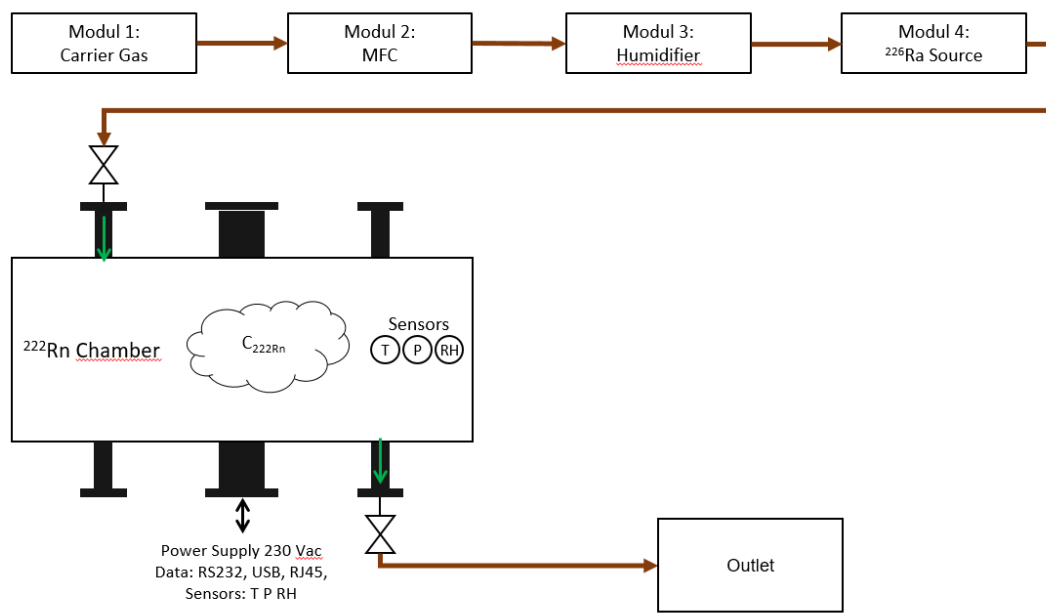 Modul 1:
Carrier Gas
Modul 2:
MFC
Modul 3:
Humidifier
Modul 4:
²²⁶Ra Source
²²²Rn Chamber
C₂₂₂Rn
Sensors
T
P
RH
Power Supply 230 Vac
Data: RS232, USB, RJ45,
Sensors: T P RH
Outlet